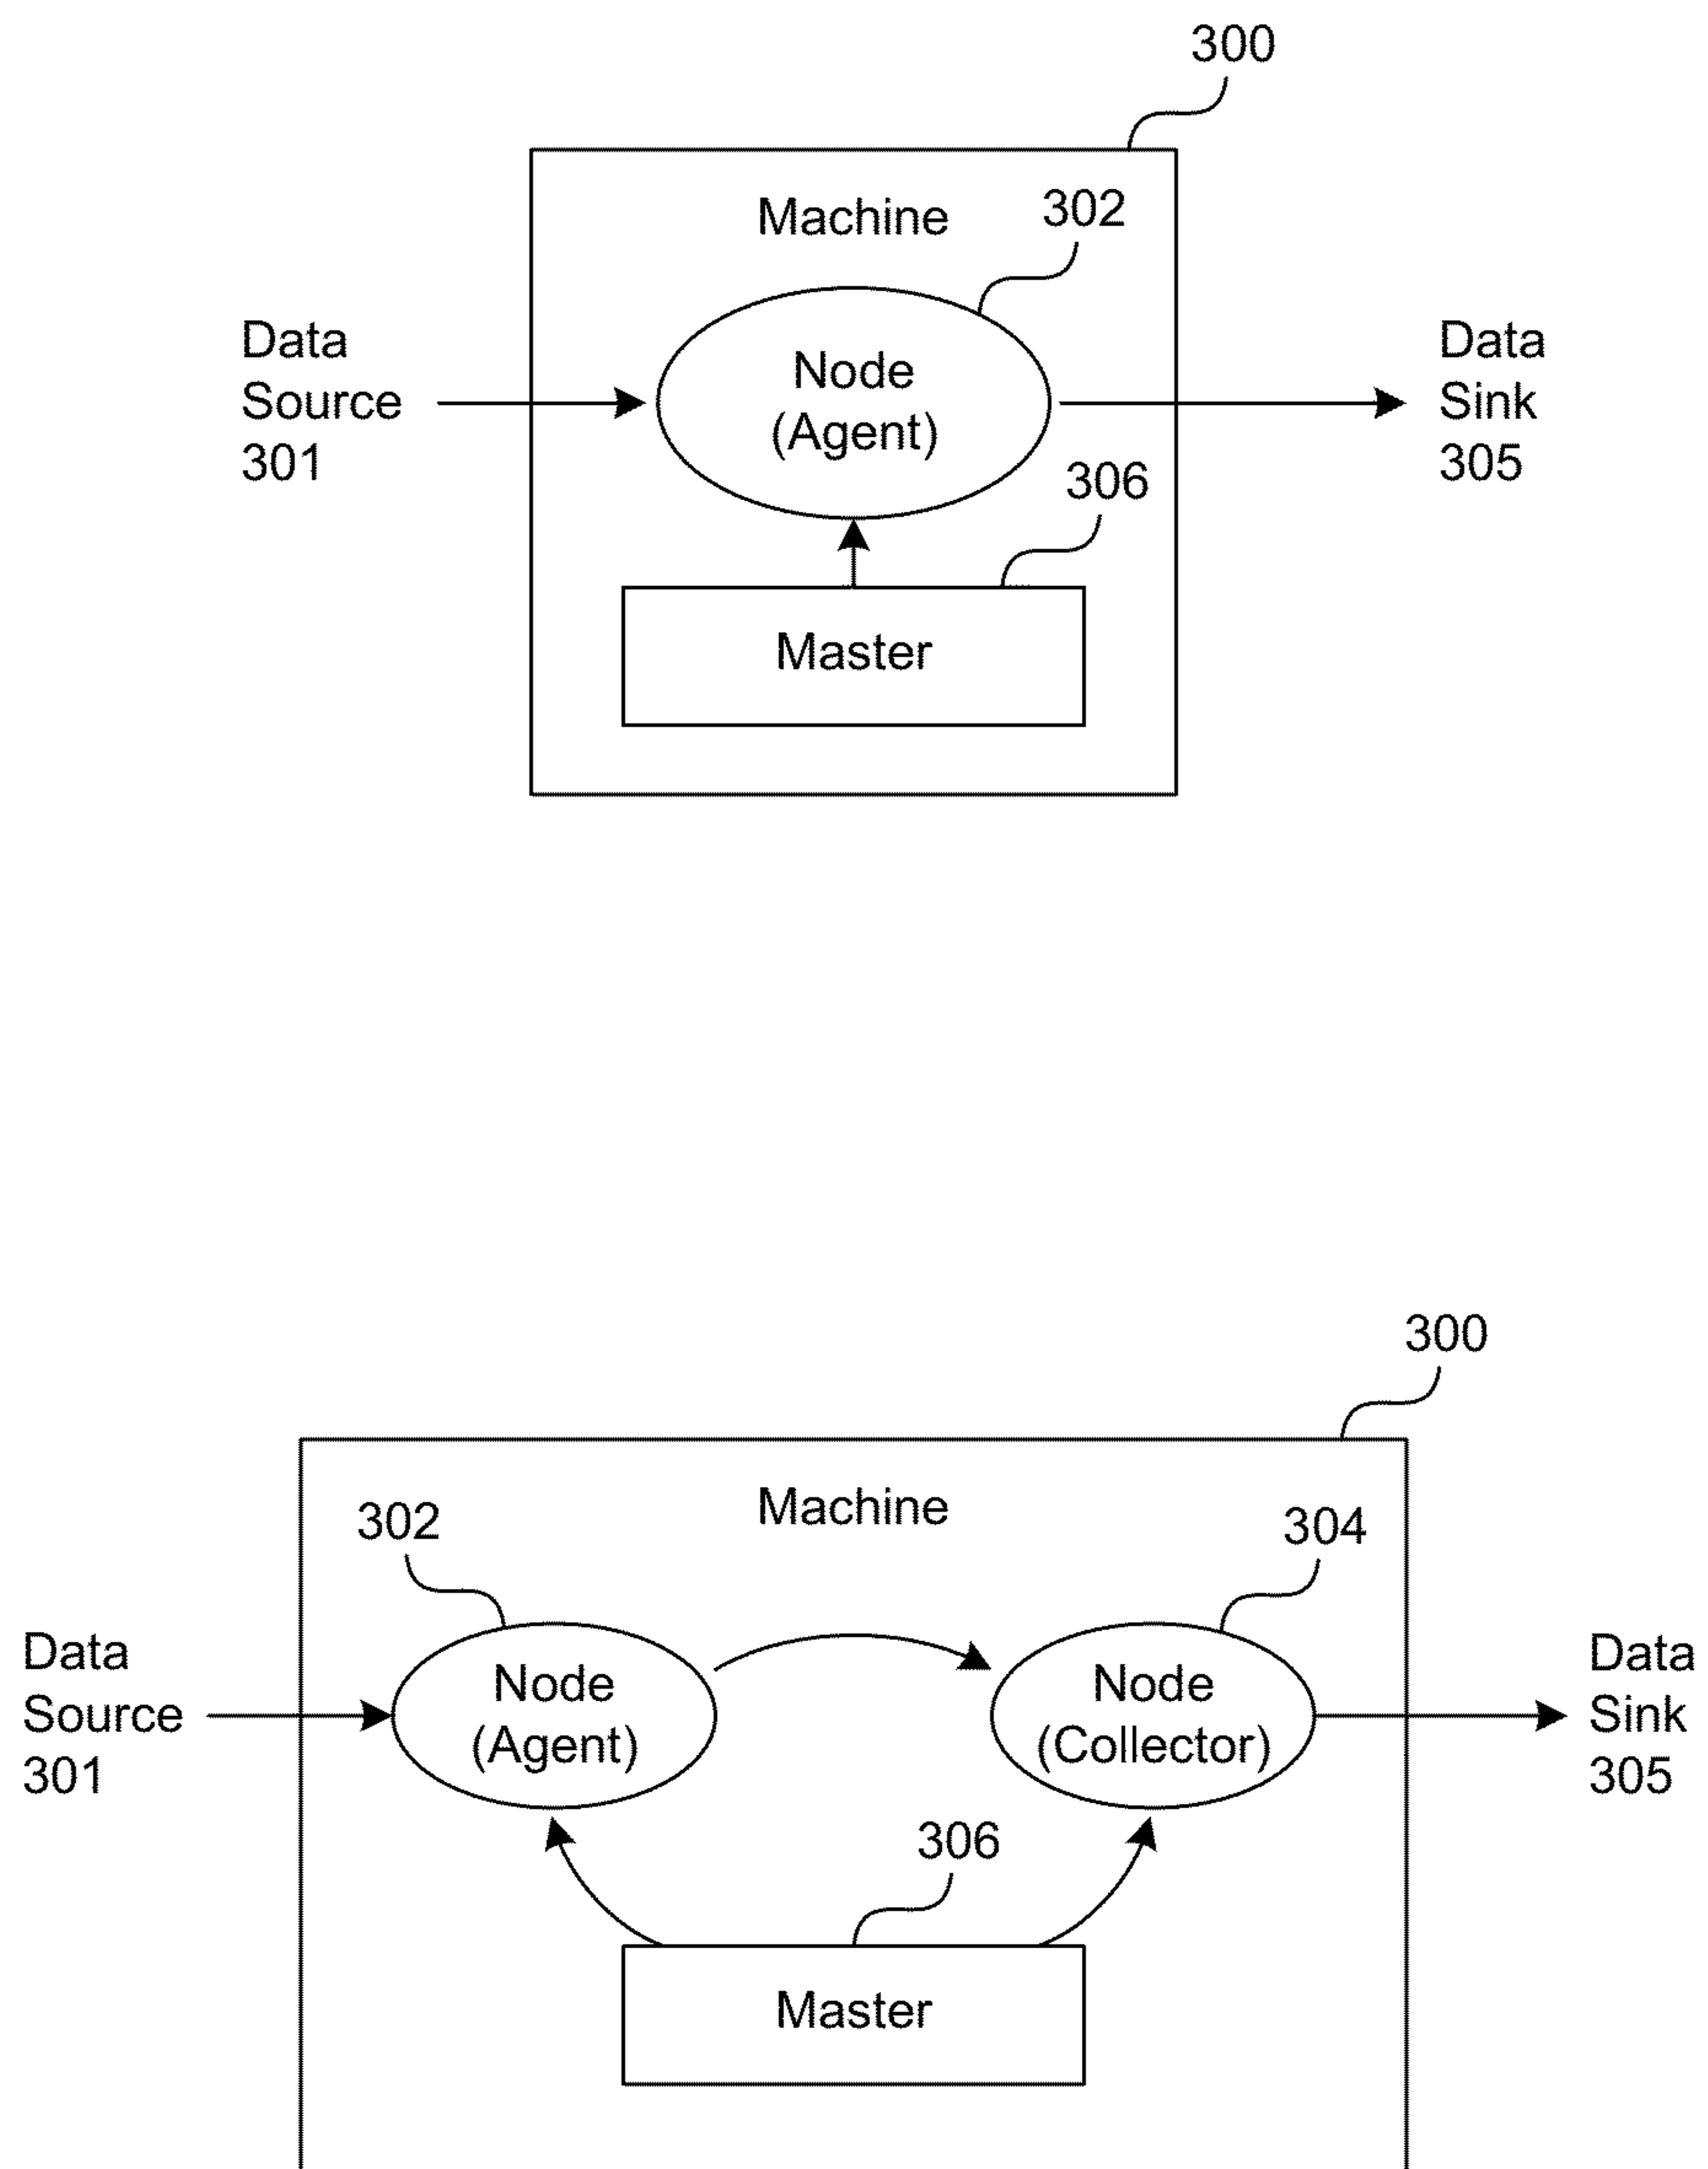 300
Machine
302
Data
Source
301
Node
(Agent)
Data
Sink
305
306
Master
300
Machine
302
304
Data
Source
301
Node
(Agent)
Node
(Collector)
Data
Sink
305
306
Master